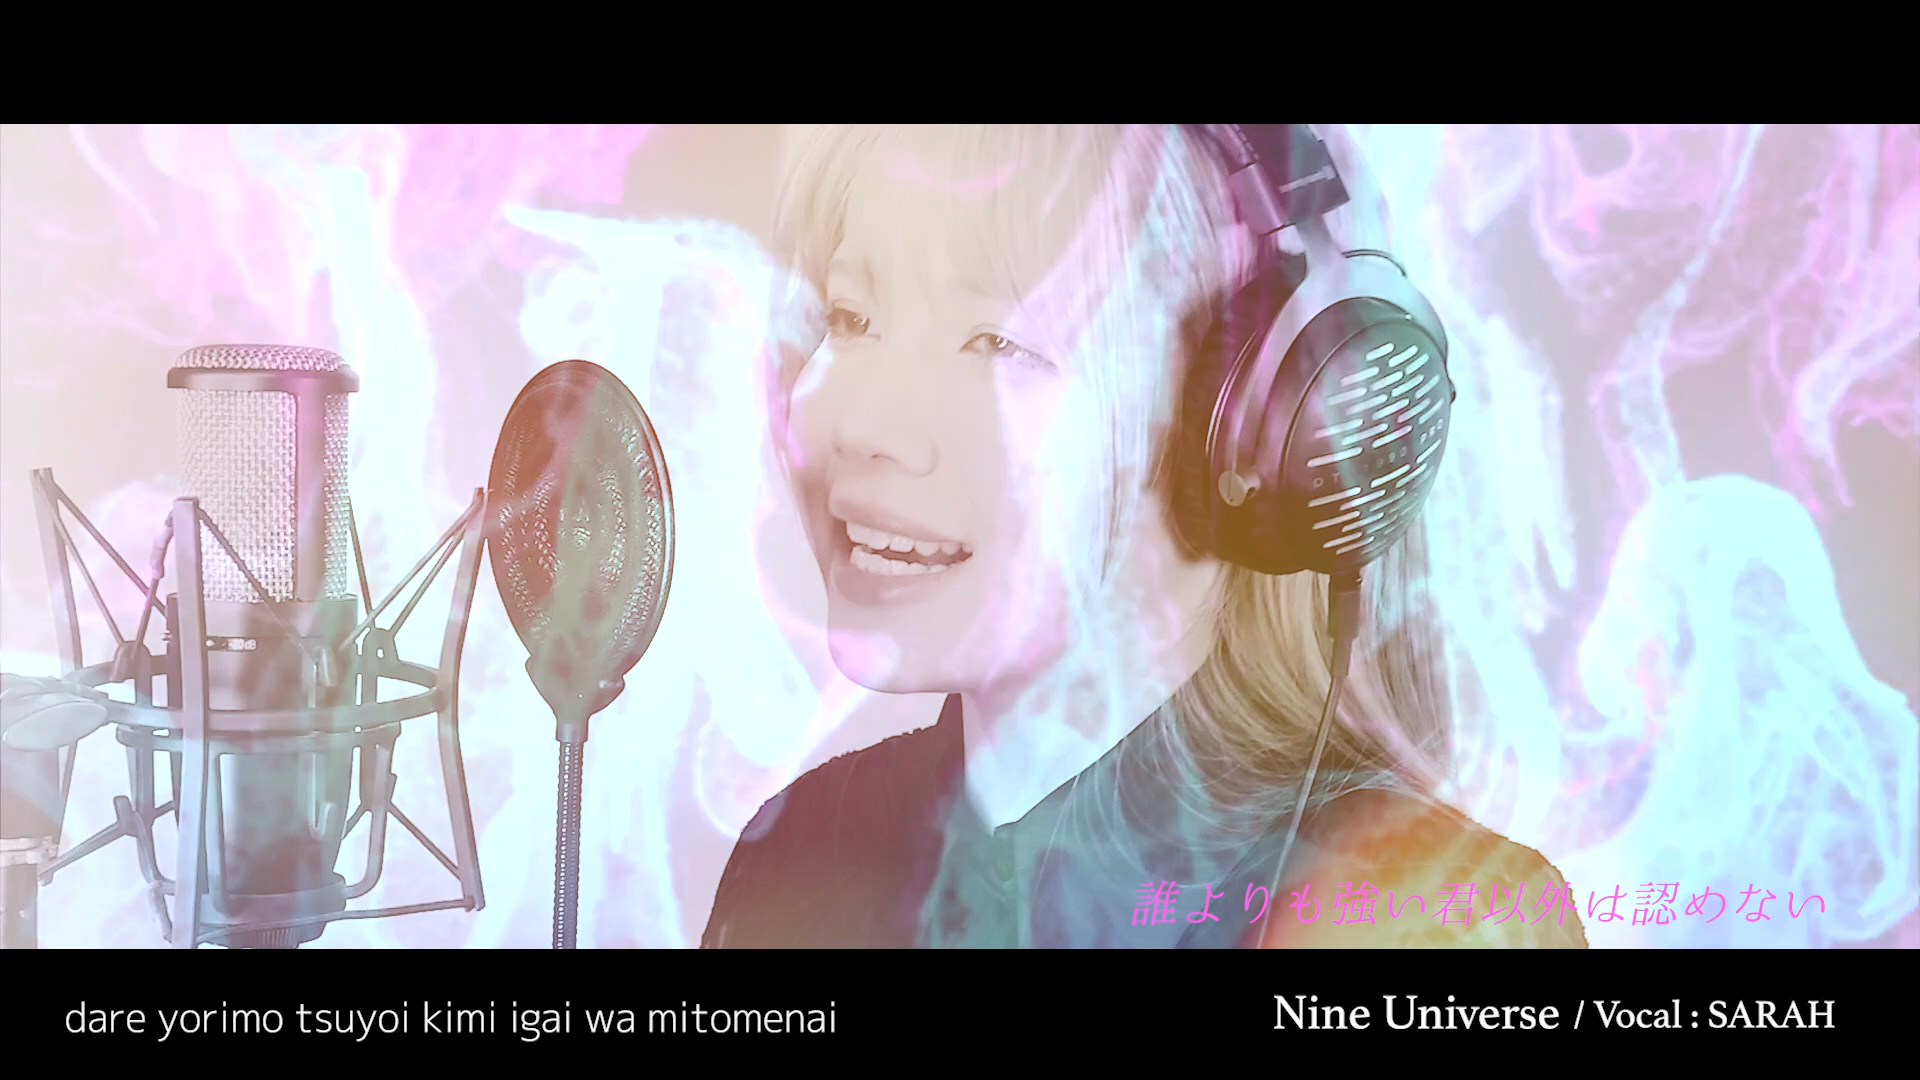 誰よりも強い君以外は認めない
dare yorimo tsuyoi kimi igai wa mitomenai
Nine Universe / Vocal : SARAH